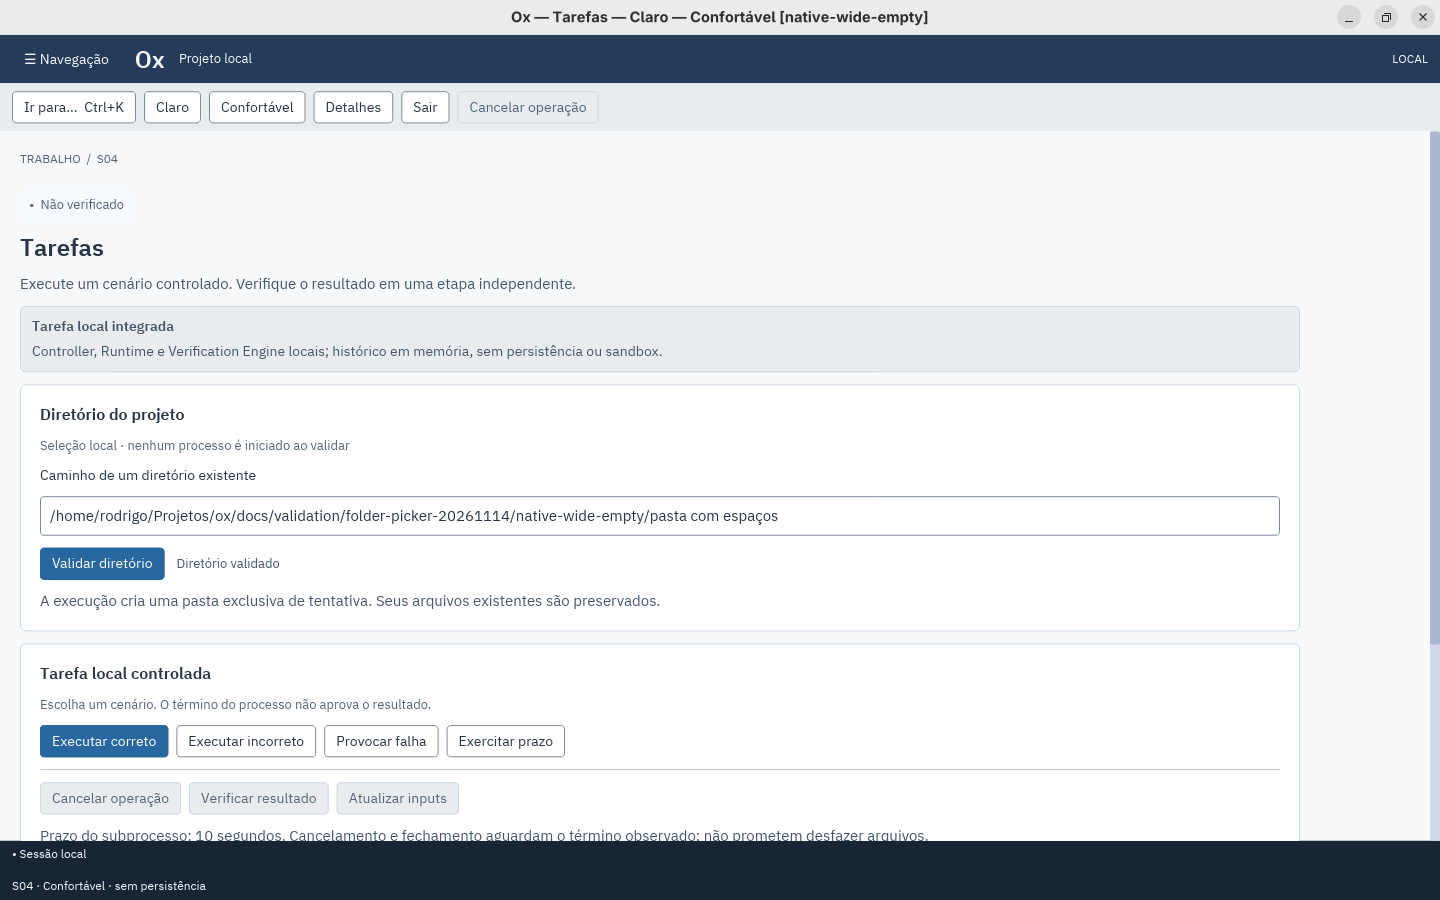 Ox — Tarefas — Claro — Confortável [native-wide-empty]
☰ Navegação Ox Projeto local LOCAL
Ir para... Ctrl+K Claro Confortável Detalhes Sair Cancelar operação
TRABALHO / S04
• Não verificado
Tarefas
Execute um cenário controlado. Verifique o resultado em uma etapa independente.
Tarefa local integrada
Controller, Runtime e Verification Engine locais; histórico em memória, sem persistência ou sandbox.
Diretório do projeto
Seleção local · nenhum processo é iniciado ao validar
Caminho de um diretório existente
/home/rodrigo/Projetos/ox/docs/validation/folder-picker-20261114/native-wide-empty/pasta com espaços
Validar diretório Diretório validado
A execução cria uma pasta exclusiva de tentativa. Seus arquivos existentes são preservados.
Tarefa local controlada
Escolha um cenário. O término do processo não aprova o resultado.
Executar correto Executar incorreto Provocar falha Exercitar prazo
Cancelar operação Verificar resultado Atualizar inputs
Prazo do subprocesso: 10 segundos. Cancelamento e fechamento aguardam o término observado; não prometem desfazer arquivos.
• Sessão local
S04 · Confortável · sem persistência